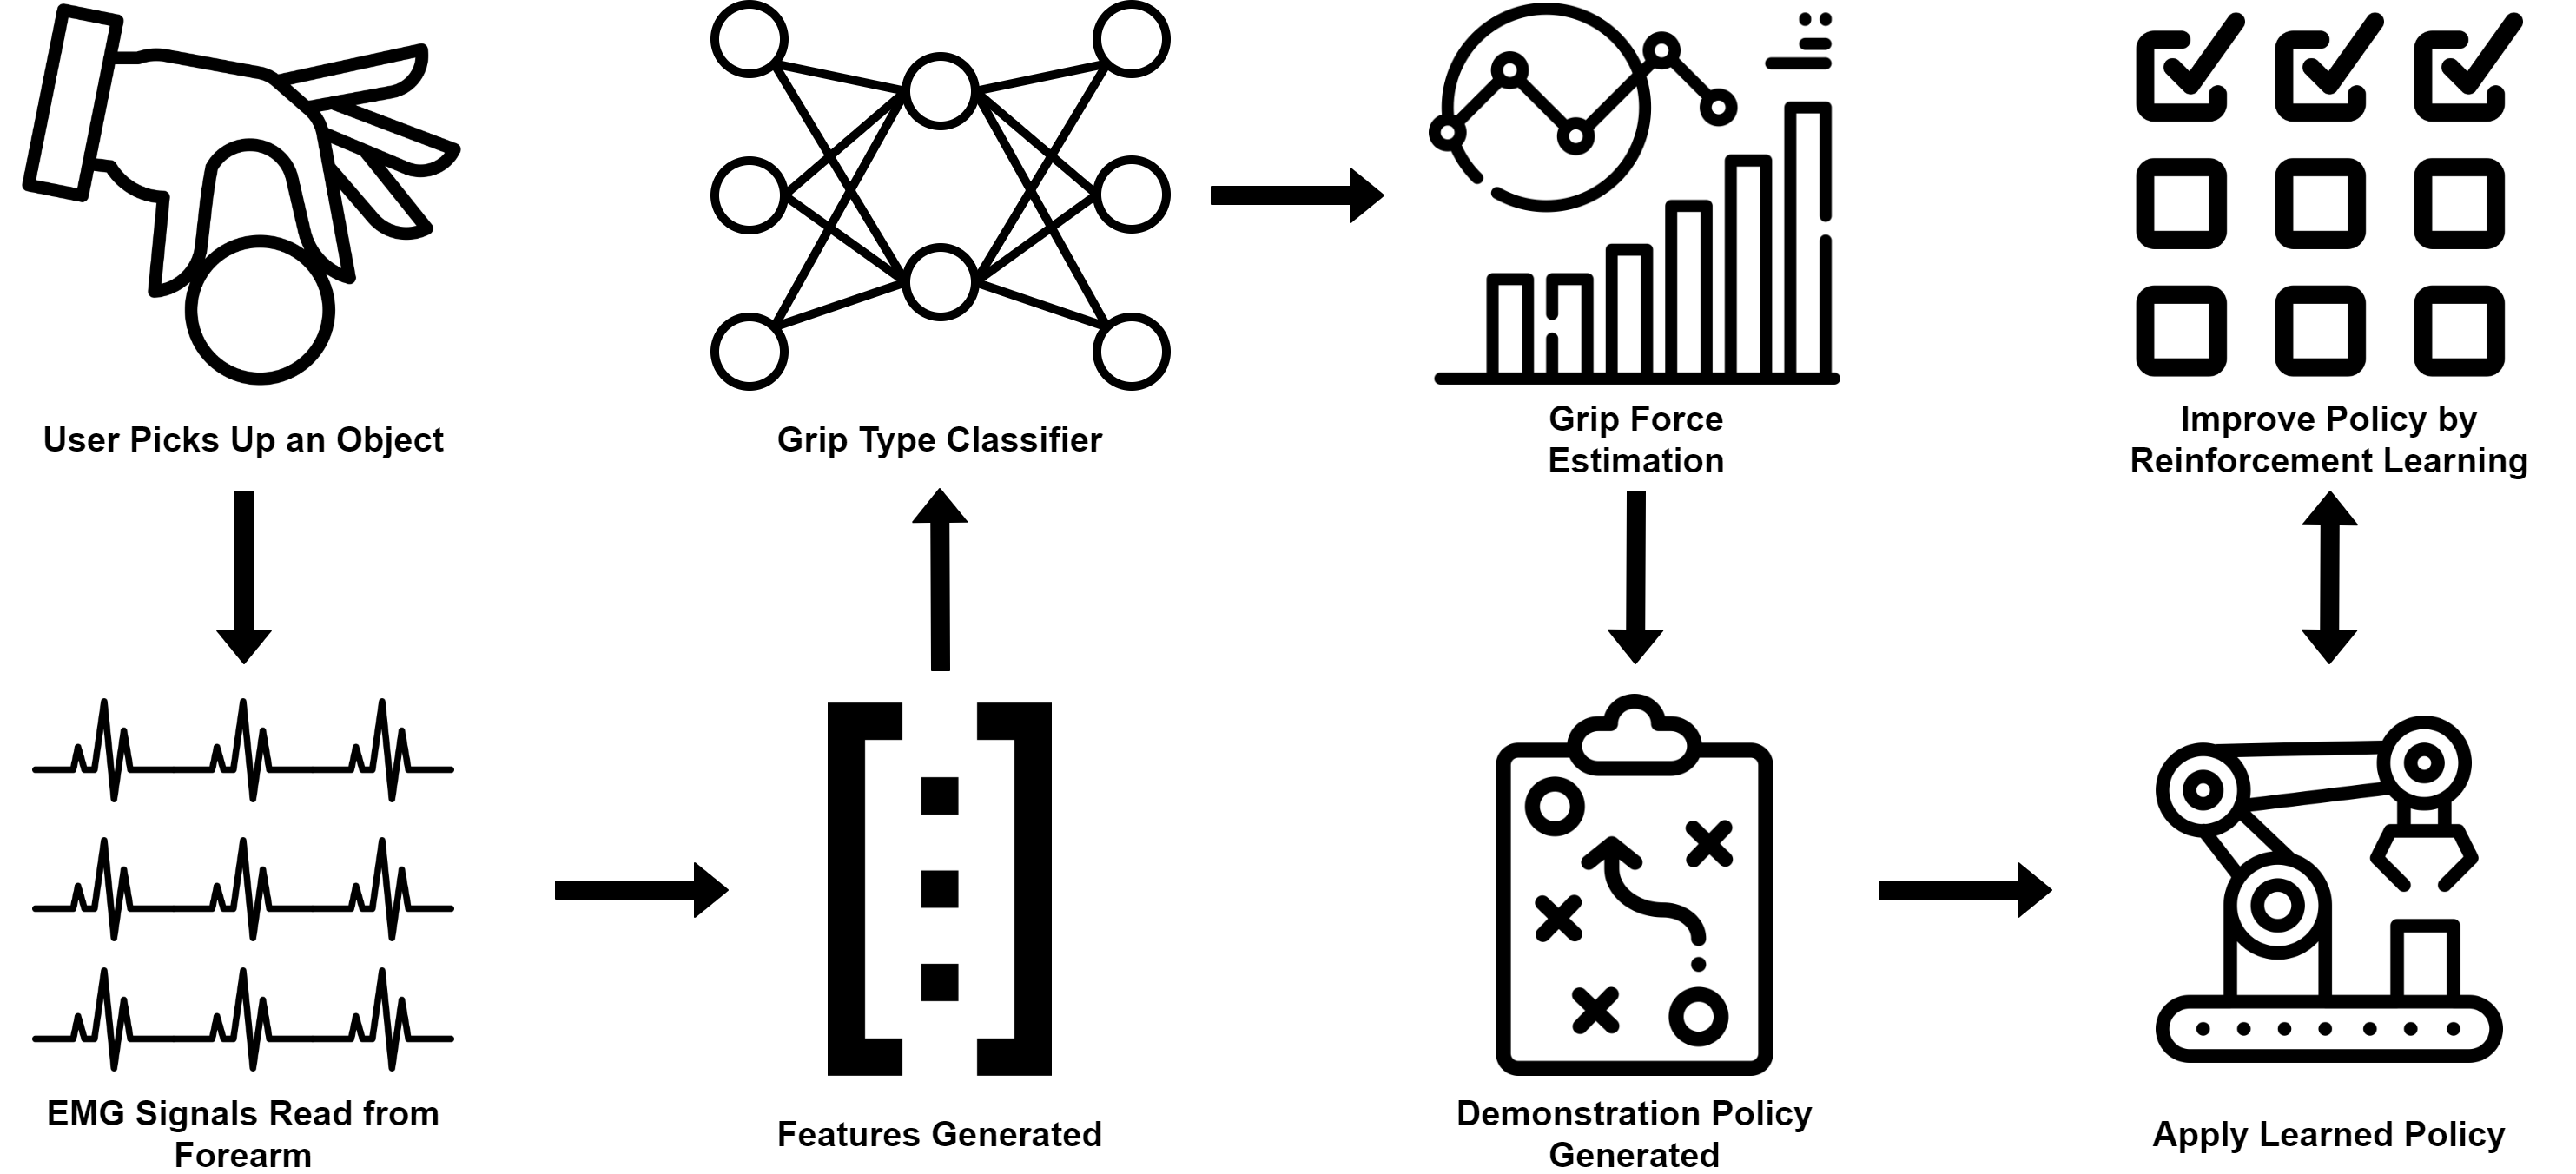 User Picks Up an Object
Grip Type Classifier
Grip Force
Estimation
Improve Policy by
Reinforcement Learning
EMG Signals Read from
Forearm
Features Generated
Demonstration Policy
Generated
Apply Learned Policy